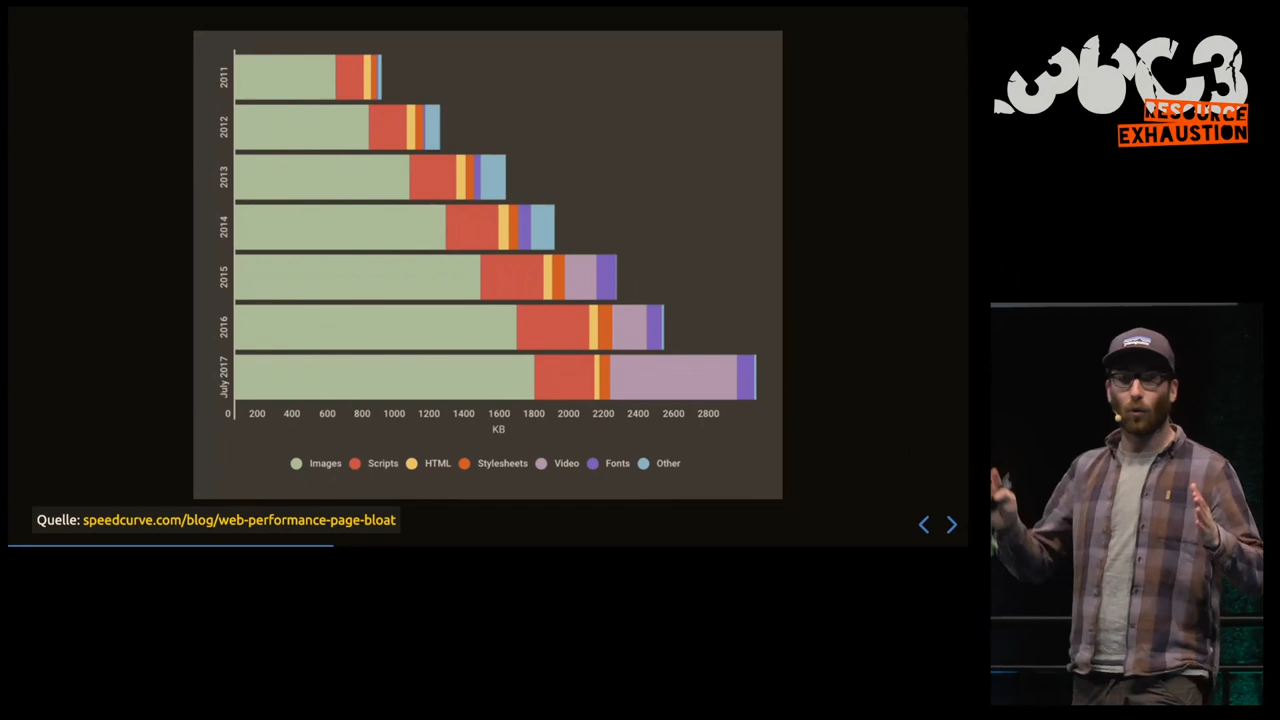 36C3
RESOURCE
EXHAUSTION
2011
2012
2013
2014
2015
2016
July 2017
0 200 400 600 800 1000 1200 1400 1600 1800 2000 2200 2400 2600 2800
KB
Images Scripts HTML Stylesheets Video Fonts Other
Quelle: speedcurve.com/blog/web-performance-page-bloat